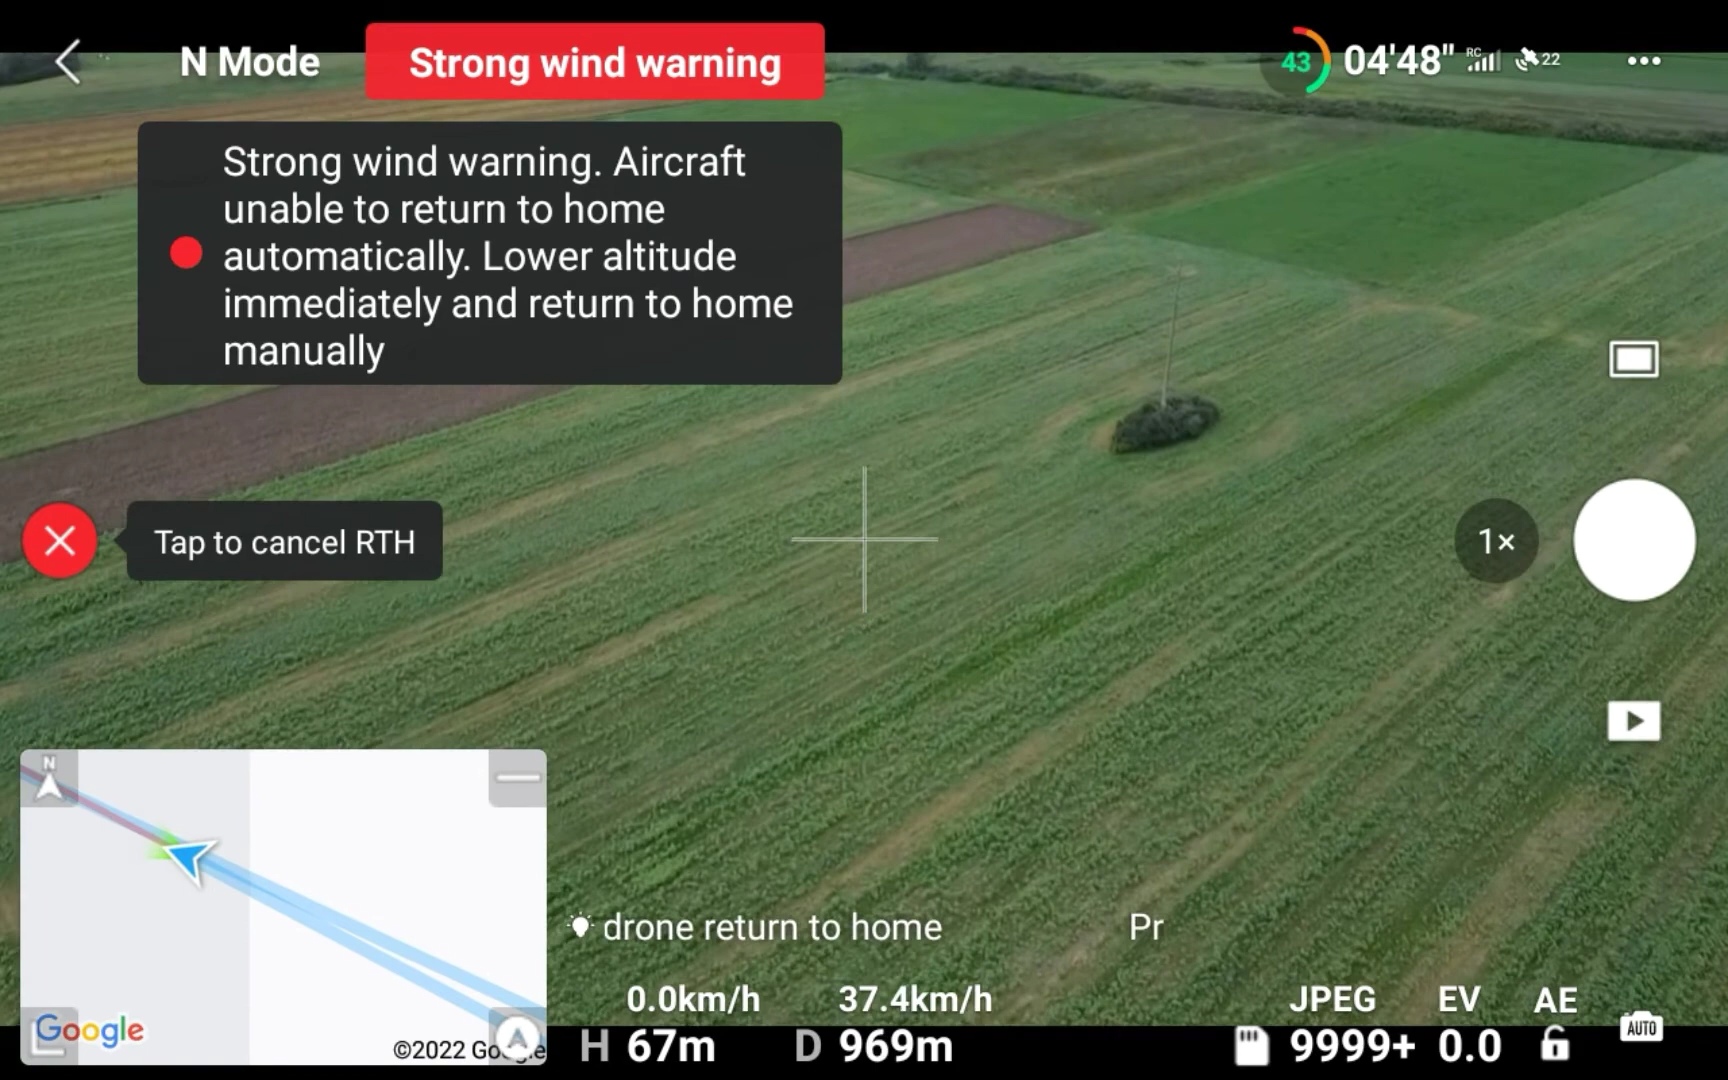 N Mode
Strong wind warning
43
04'48"
RC
22
Strong wind warning. Aircraft
unable to return to home
automatically. Lower altitude
immediately and return to home
manually
Tap to cancel RTH
1×
N
Google
©2022
A
drone return to home
Pr
0.0km/h
37.4km/h
H 67m
D 969m
JPEG
9999+
EV
0.0
AE
AUTO